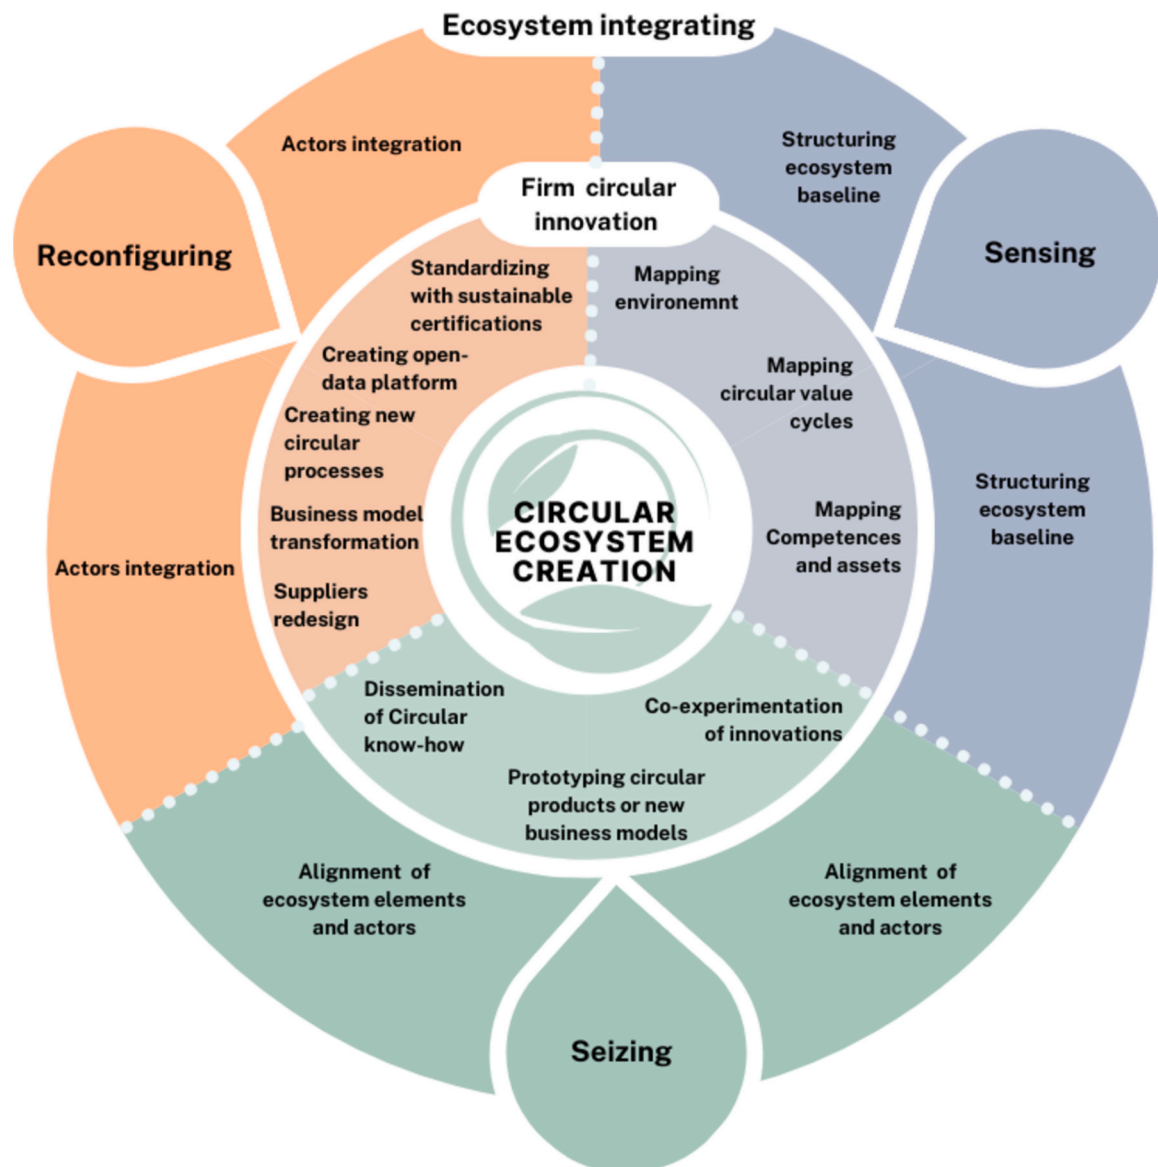 Ecosystem integrating
Actors integration
Structuring
ecosystem
baseline
Firm circular
innovation
Reconfiguring
Sensing
Standardizing
with sustainable
certifications
Mapping
environemnt
Creating open-
data platform
Mapping
circular value
cycles
Creating new
circular
processes
Structuring
ecosystem
baseline
Business model
transformation
CIRCULAR
ECOSYSTEM
CREATION
Mapping
Competences
and assets
Actors integration
Suppliers
redesign
Dissemination
of Circular
know-how
Co-experimentation
of innovations
Prototyping circular
products or new
business models
Alignment of
ecosystem elements
and actors
Alignment of
ecosystem elements
and actors
Seizing